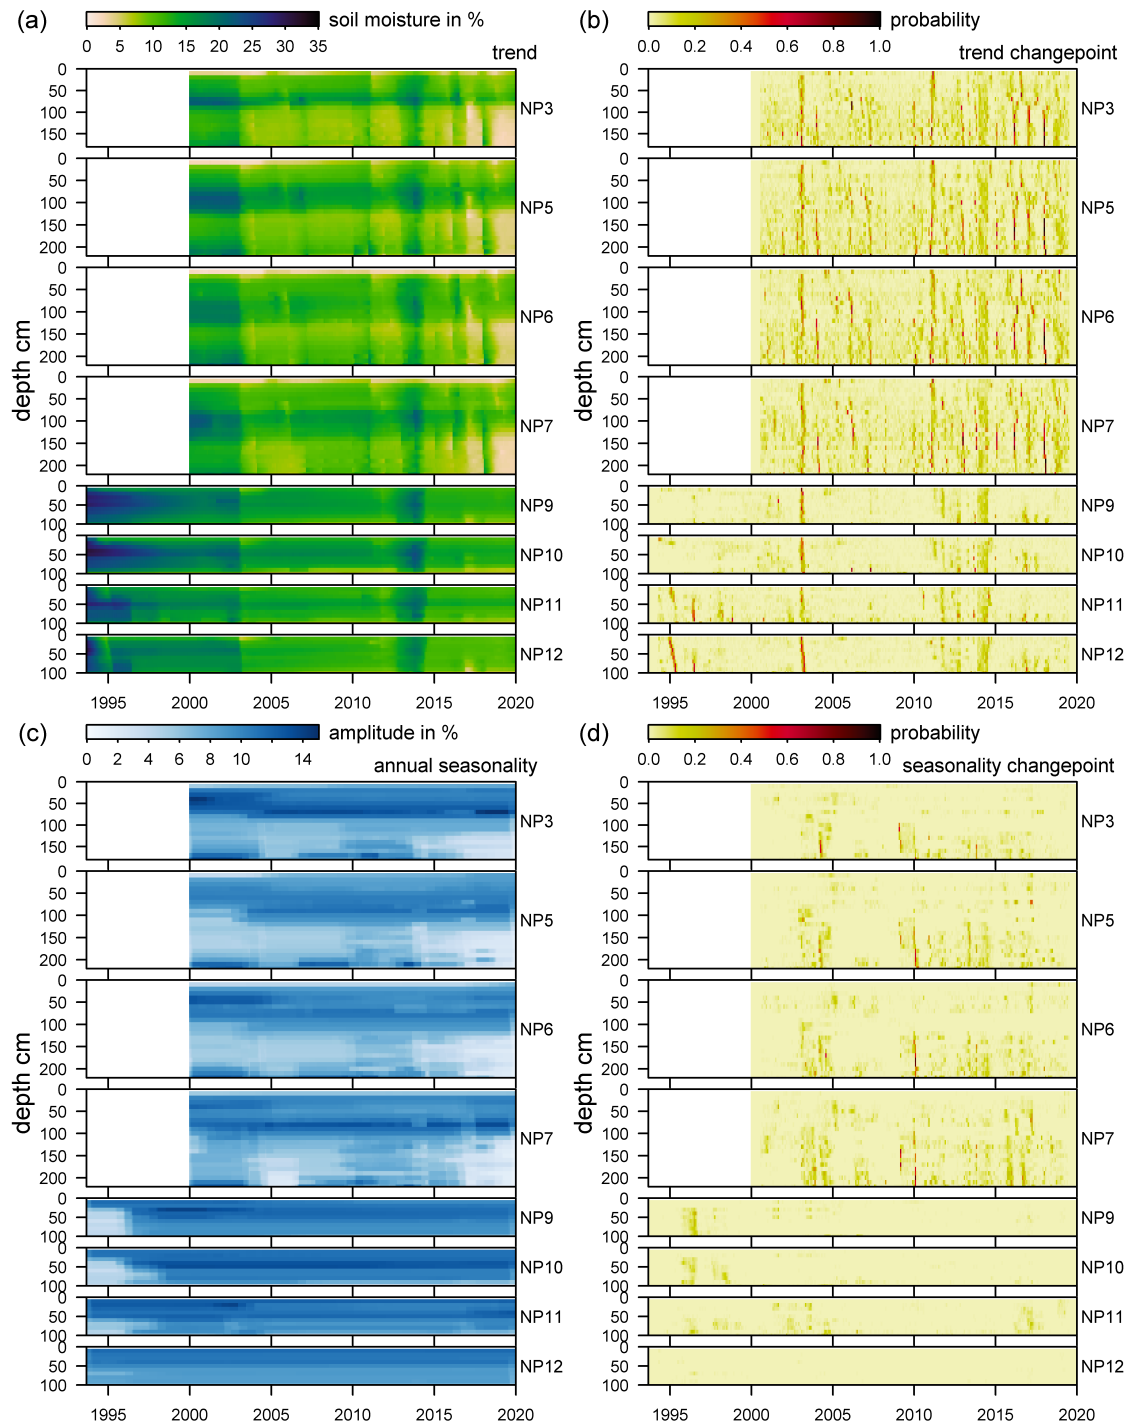 (a)
soil moisture in %
0 5 10 15 20 25 30 35
trend
0
50
100
150
NP3
0
50
100
150
200
NP5
0
50
100
150
200
NP6
0
50
100
150
200
NP7
0
50
100
NP9
0
50
100
NP10
0
50
100
NP11
0
50
100
NP12
depth cm
1995 2000 2005 2010 2015 2020
(b)
probability
0.0 0.2 0.4 0.6 0.8 1.0
trend changepoint
0
50
100
150
NP3
0
50
100
150
200
NP5
0
50
100
150
200
NP6
0
50
100
150
200
NP7
0
50
100
NP9
0
50
100
NP10
0
50
100
NP11
0
50
100
NP12
depth cm
1995 2000 2005 2010 2015 2020
(c)
amplitude in %
0 2 4 6 8 10 14
annual seasonality
0
50
100
150
NP3
0
50
100
150
200
NP5
0
50
100
150
200
NP6
0
50
100
150
200
NP7
0
50
100
NP9
0
50
100
NP10
0
50
100
NP11
0
50
100
NP12
depth cm
1995 2000 2005 2010 2015 2020
(d)
probability
0.0 0.2 0.4 0.6 0.8 1.0
seasonality changepoint
0
50
100
150
NP3
0
50
100
150
200
NP5
0
50
100
150
200
NP6
0
50
100
150
200
NP7
0
50
100
NP9
0
50
100
NP10
0
50
100
NP11
0
50
100
NP12
depth cm
1995 2000 2005 2010 2015 2020